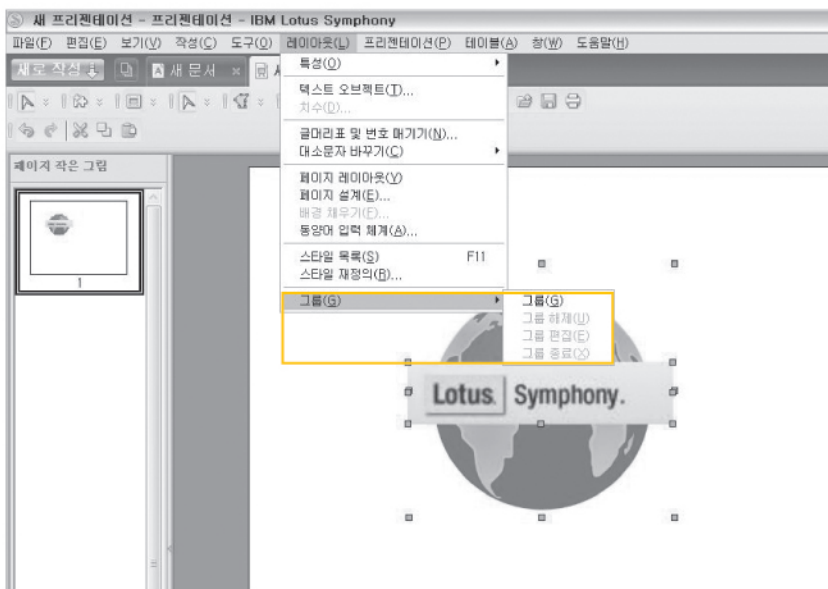 새 프리젠테이션 - 프리젠테이션 - IBM Lotus Symphony
파일(F) 편집(E) 보기(V) 작성(C) 도구(O) 레이아웃(L) 프리젠테이션(P) 테이블(A) 창(W) 도움말(H)
새로 작성 새 문서
특성(O)
텍스트 오브젝트(T)...
치수(D)...
글머리표 및 번호 매기기(N)...
대소문자 바꾸기(C)
페이지 작은 그림
페이지 레이아웃(Y)
페이지 설계(E)...
배경 채우기(F)...
동양어 입력 체계(A)...
스타일 목록(S) F11
스타일 재정의(R)...
1
그룹(G) 그룹(G)
그룹 해제(U)
그룹 편집(E)
그룹 종료(X)
Lotus. Symphony.